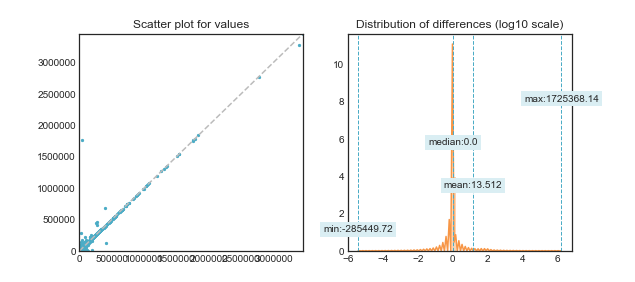 Scatter plot for values
3000000
2500000
2000000
1500000
1000000
500000
0
0 500000 1000000 1500000 2000000 2500000 3000000
Distribution of differences (log10 scale)
10
8
6
4
2
0
max:1725368.14
median:0.0
mean:13.512
min:-285449.72
−6 −4 −2 0 2 4 6